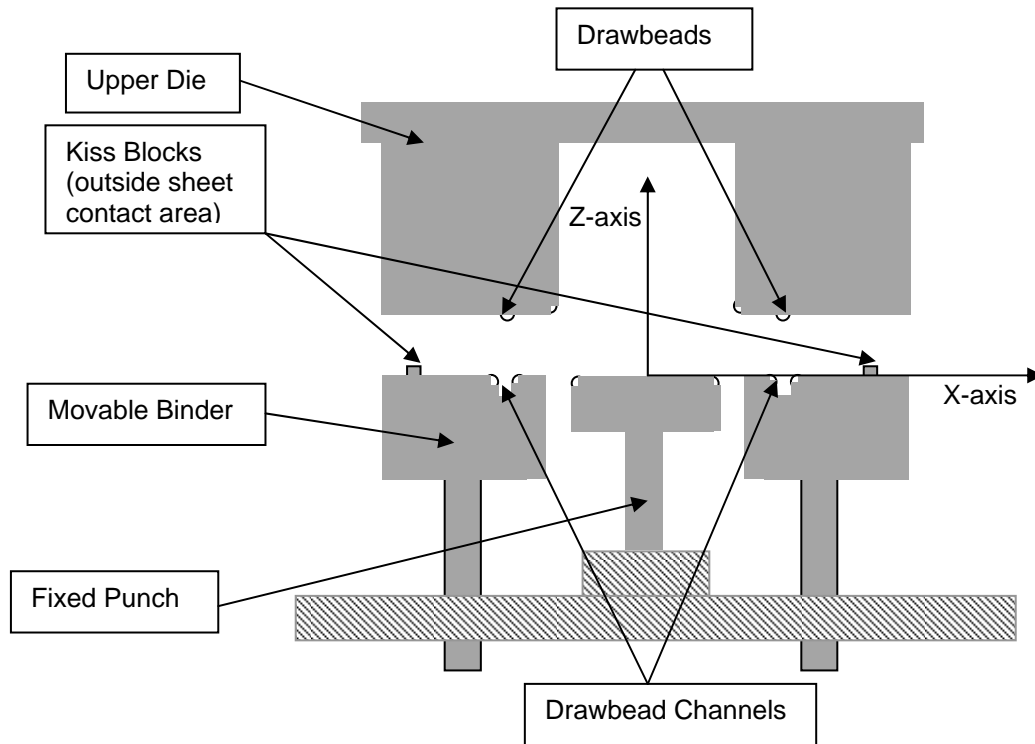 Drawbeads
Upper Die
Kiss Blocks
(outside sheet
contact area)
Z-axis
X-axis
Movable Binder
Fixed Punch
Drawbead Channels